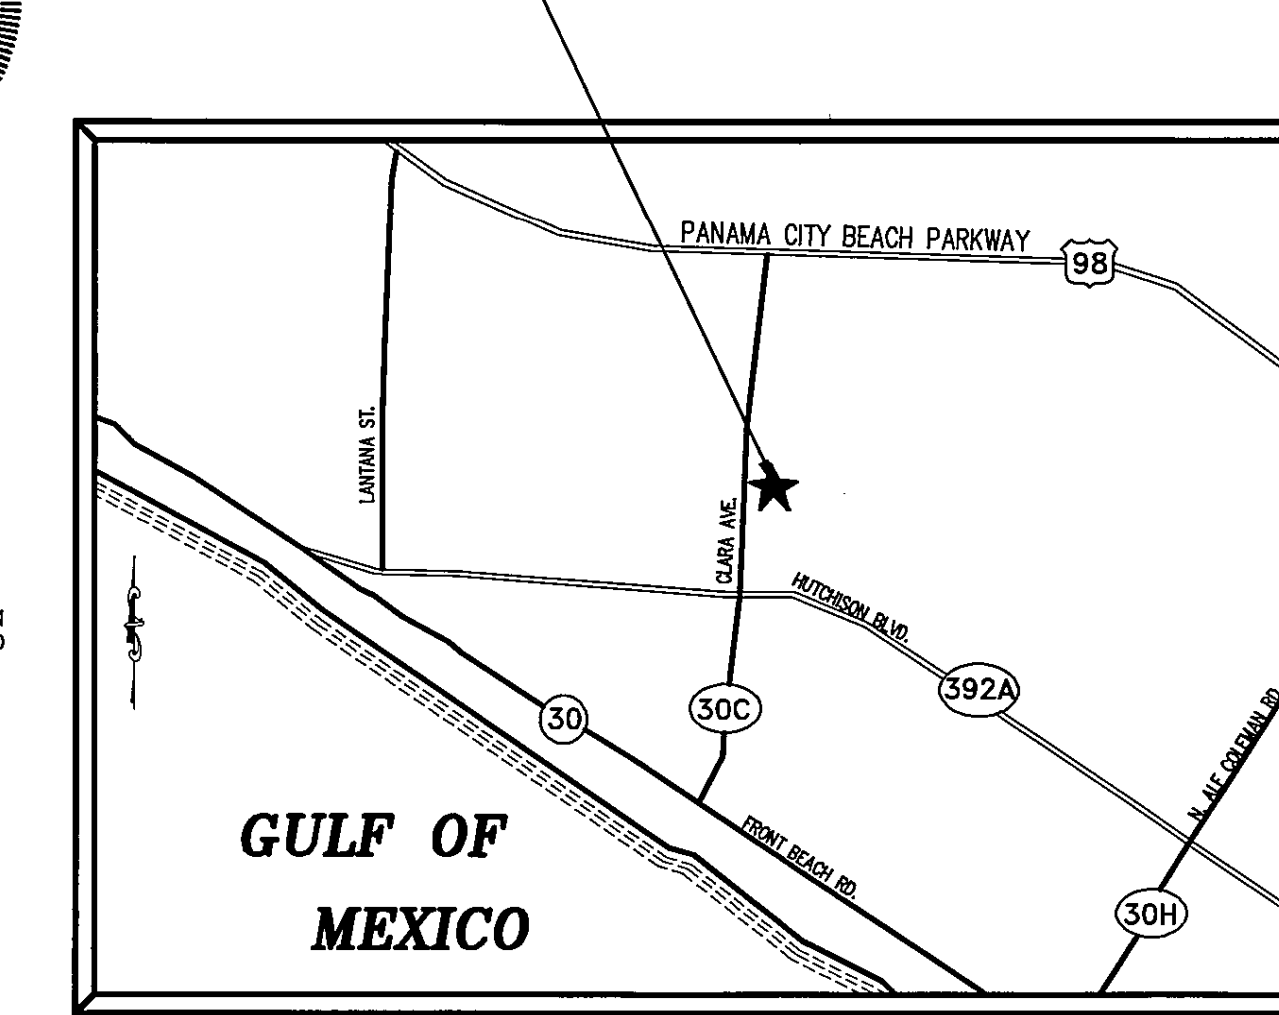 PANAMA CITY BEACH PARKWAY
98
LANTANA ST.
CLARA AVE.
HUTCHISON BLVD.
392A
30
30C
N. ALF COLEMAN RD
FRONT BEACH RD.
30H
GULF OF
MEXICO